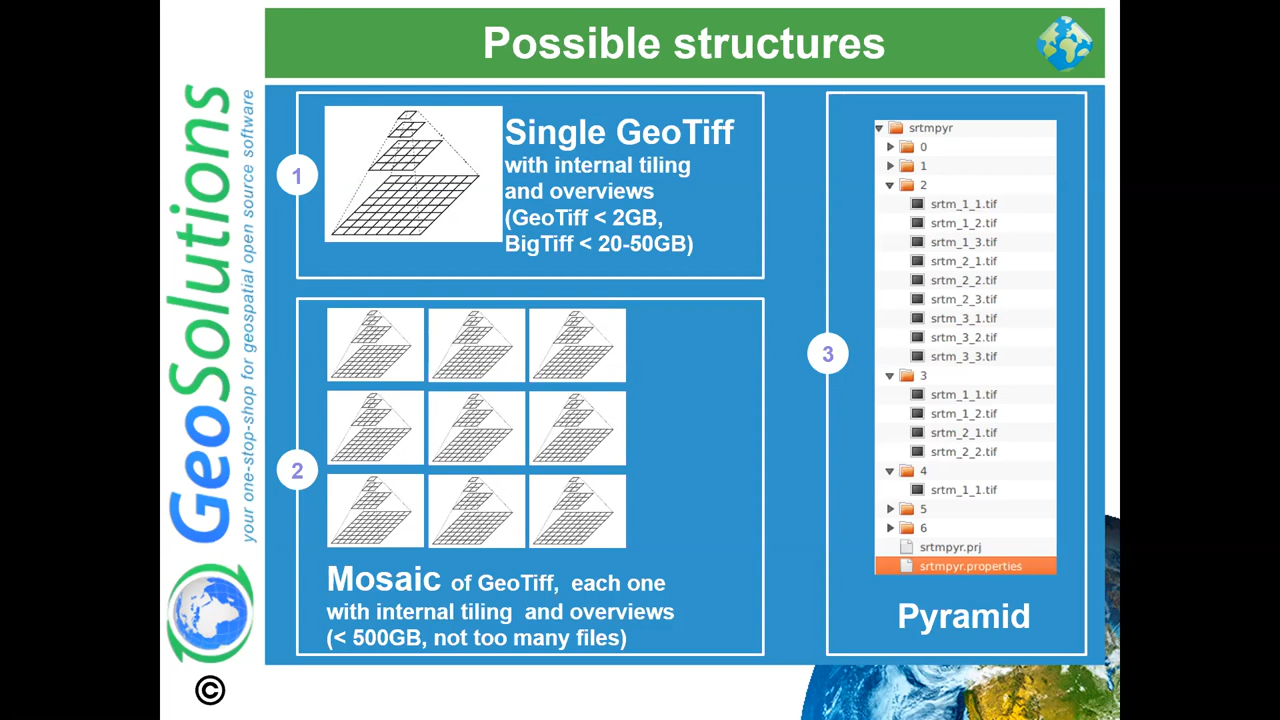 Possible structures
GeoSolutions
your one-stop-shop for geospatial open source software
©
1
Single GeoTiff
with internal tiling
and overviews
(GeoTiff < 2GB,
BigTiff < 20-50GB)
2
Mosaic of GeoTiff, each one
with internal tiling and overviews
(< 500GB, not too many files)
3
srtmpyr
0
1
2
srtm_1_1.tif
srtm_1_2.tif
srtm_1_3.tif
srtm_2_1.tif
srtm_2_2.tif
srtm_2_3.tif
srtm_3_1.tif
srtm_3_2.tif
srtm_3_3.tif
3
srtm_1_1.tif
srtm_1_2.tif
srtm_2_1.tif
srtm_2_2.tif
4
srtm_1_1.tif
5
6
srtmpyr.prj
srtmpyr.properties
Pyramid